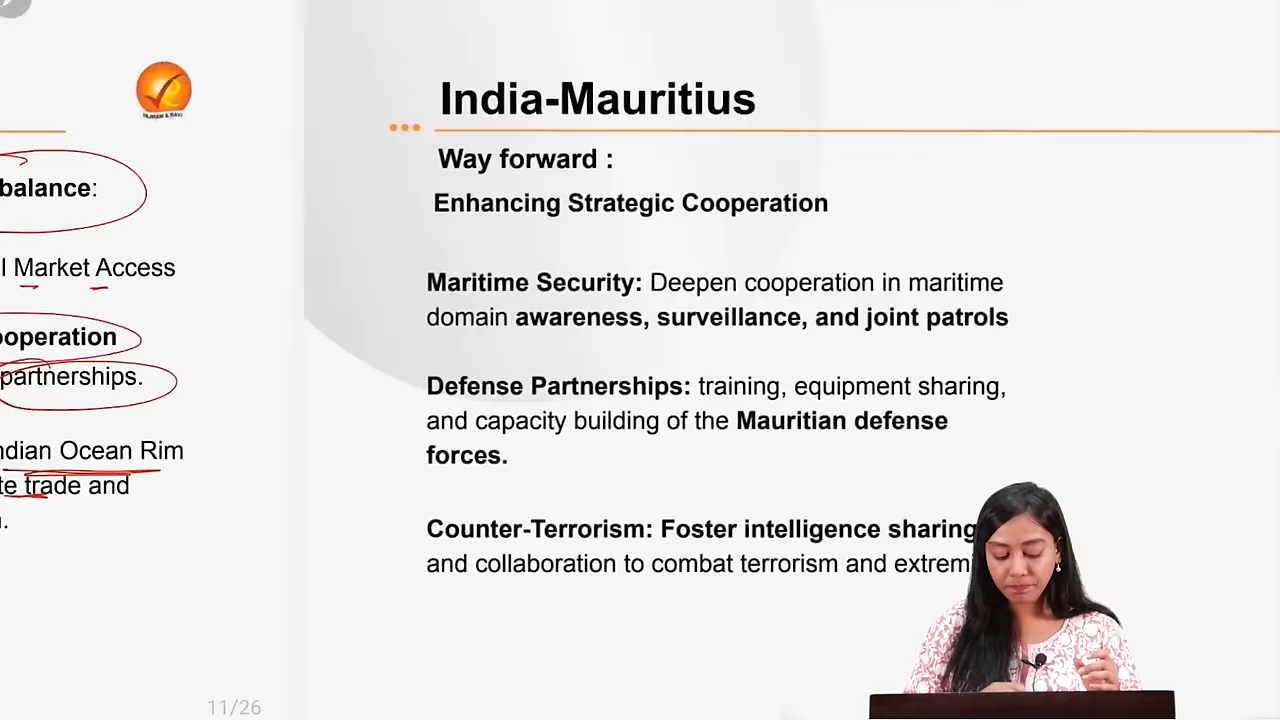 VAJIRAM & RAVI
balance:
l Market Access
ooperation
partnerships.
ndian Ocean Rim
te trade and
11/26
India-Mauritius
Way forward :
Enhancing Strategic Cooperation
Maritime Security: Deepen cooperation in maritime
domain awareness, surveillance, and joint patrols
Defense Partnerships: training, equipment sharing,
and capacity building of the Mauritian defense
forces.
Counter-Terrorism: Foster intelligence sharing
and collaboration to combat terrorism and extrem